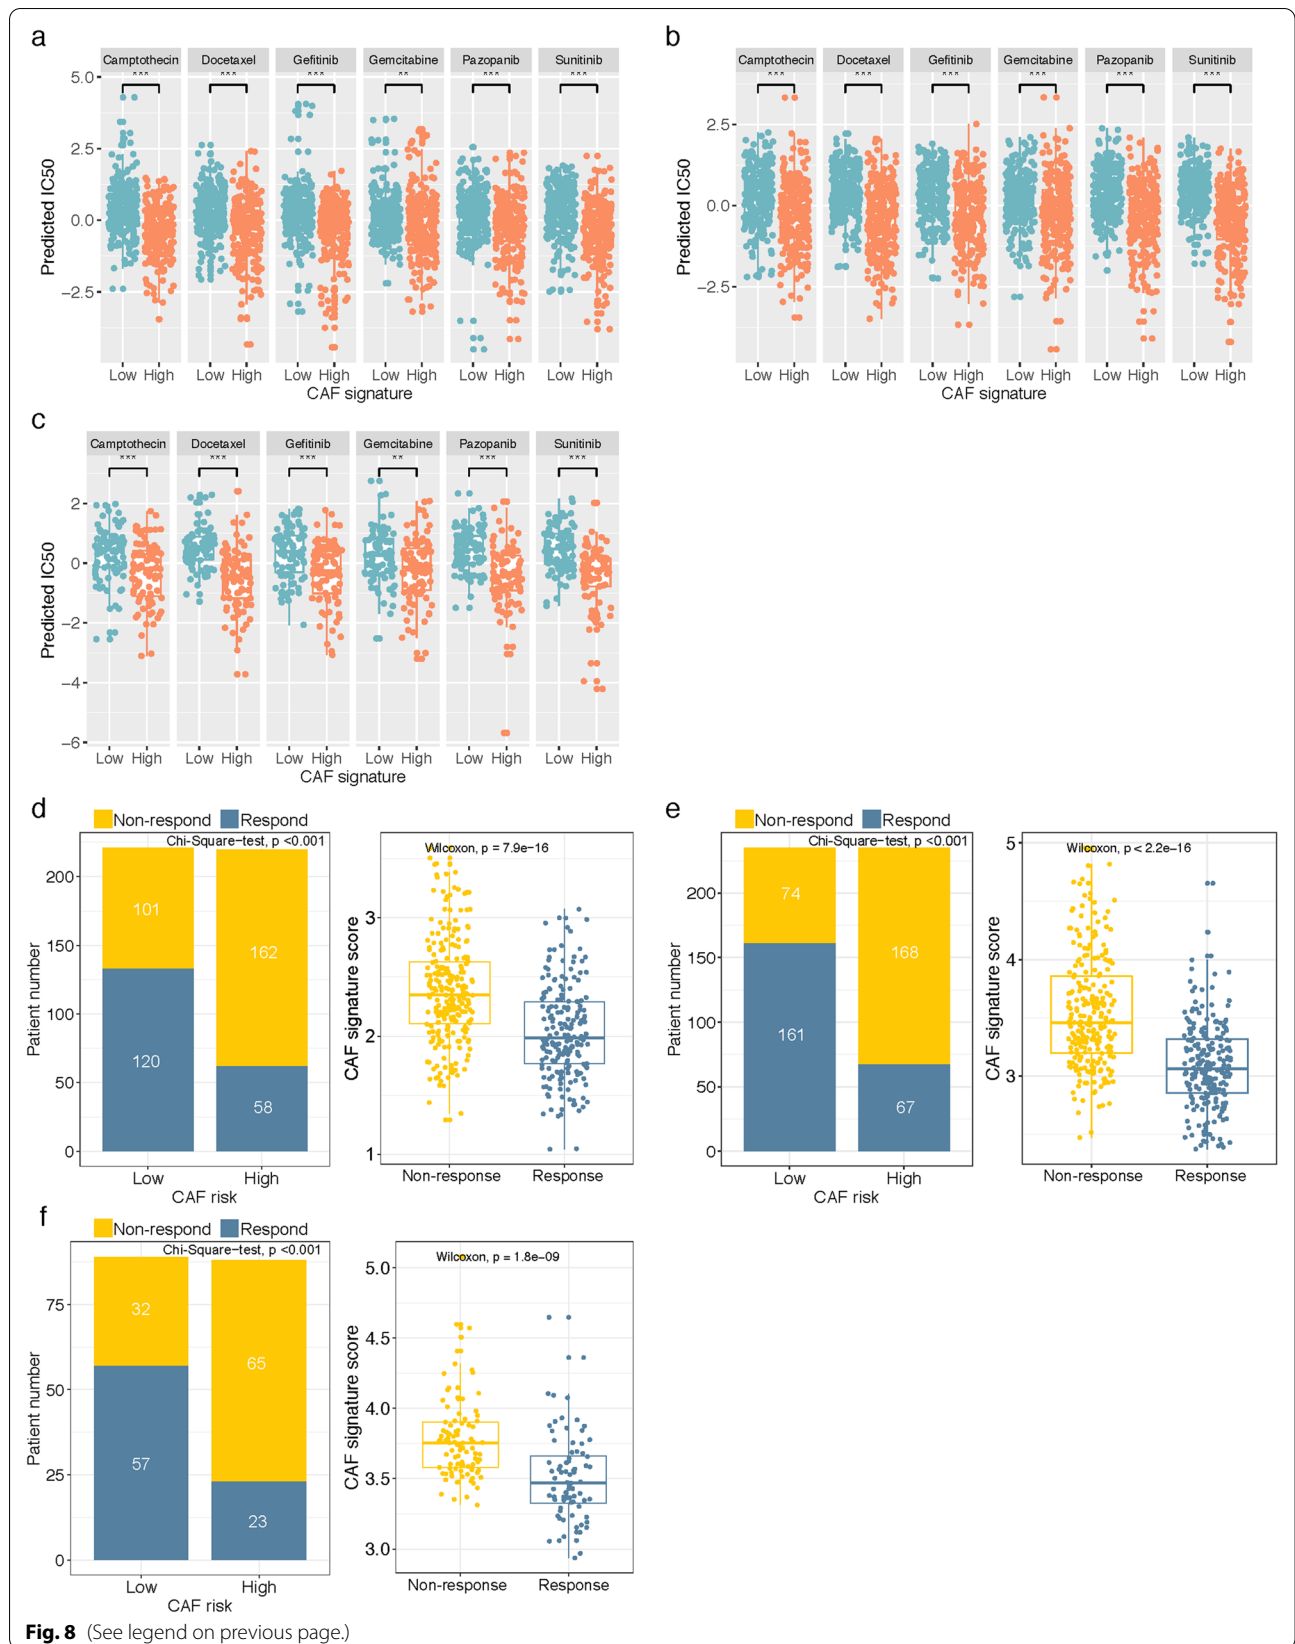 a
Camptothecin Docetaxel Gefitinib Gemcitabine Pazopanib Sunitinib
*** *** *** ** *** ***
5.0
2.5
0.0
−2.5
Predicted IC50
Low High Low High Low High Low High Low High Low High
CAF signature
b
Camptothecin Docetaxel Gefitinib Gemcitabine Pazopanib Sunitinib
*** *** *** *** *** ***
2.5
0.0
−2.5
Predicted IC50
Low High Low High Low High Low High Low High Low High
CAF signature
c
Camptothecin Docetaxel Gefitinib Gemcitabine Pazopanib Sunitinib
*** *** *** ** *** ***
2
0
−2
−4
−6
Predicted IC50
Low High Low High Low High Low High Low High Low High
CAF signature
d
Non-respond Respond
Chi−Square−test, p <0.001
200
150
100
50
0
Patient number
101
162
120
58
Low High
CAF risk
Wilcoxon, p = 7.9e−16
3
2
1
CAF signature score
Non-response Response
e
Non-respond Respond
Chi−Square−test, p <0.001
200
150
100
50
0
Patient number
74
168
161
67
Low High
CAF risk
Wilcoxon, p < 2.2e−16
5
4
3
CAF signature score
Non-response Response
f
Non-respond Respond
Chi−Square−test, p <0.001
75
50
25
0
Patient number
32
65
57
23
Low High
CAF risk
Wilcoxon, p = 1.8e−09
5.0
4.5
4.0
3.5
3.0
CAF signature score
Non-response Response
Fig. 8 (See legend on previous page.)